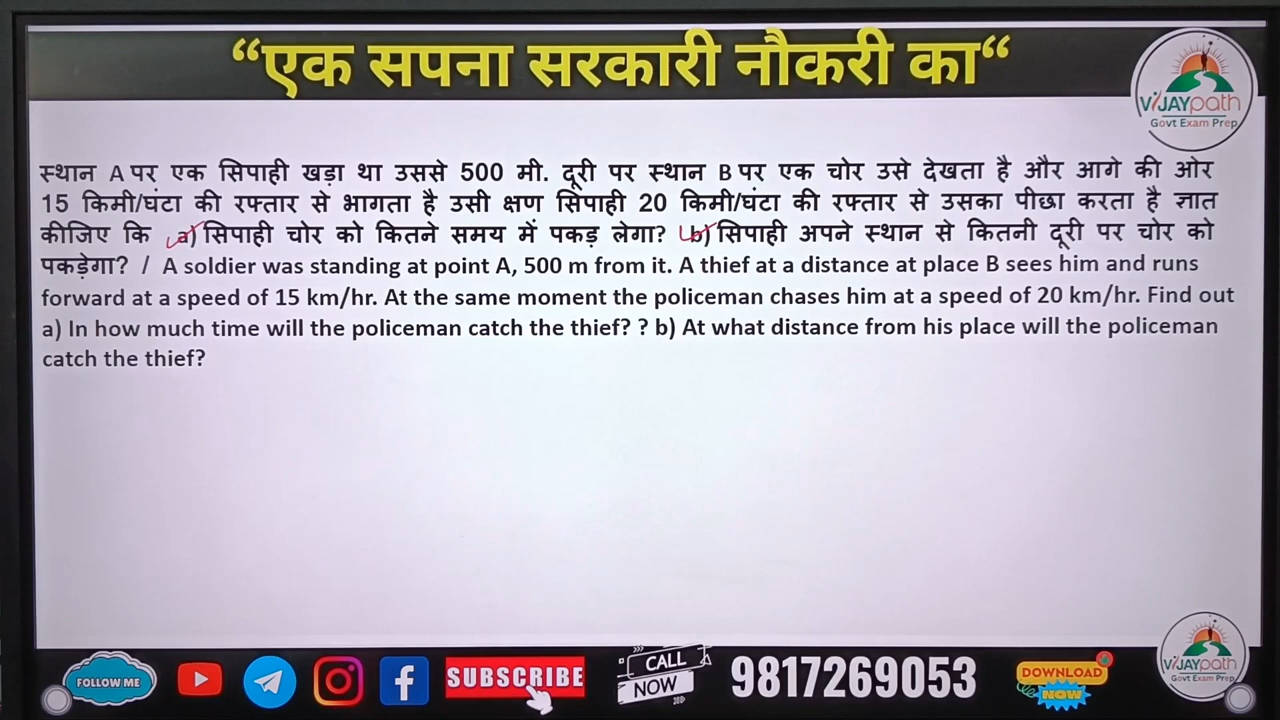 “एक सपना सरकारी नौकरी का“
VIJAYpath
Govt Exam Prep
स्थान A पर एक सिपाही खड़ा था उससे 500 मी. दूरी पर स्थान B पर एक चोर उसे देखता है और आगे की ओर
15 किमी/घंटा की रफ्तार से भागता है उसी क्षण सिपाही 20 किमी/घंटा की रफ्तार से उसका पीछा करता है ज्ञात
कीजिए कि a) सिपाही चोर को कितने समय में पकड़ लेगा? b) सिपाही अपने स्थान से कितनी दूरी पर चोर को
पकड़ेगा? / A soldier was standing at point A, 500 m from it. A thief at a distance at place B sees him and runs
forward at a speed of 15 km/hr. At the same moment the policeman chases him at a speed of 20 km/hr. Find out
a) In how much time will the policeman catch the thief? ? b) At what distance from his place will the policeman
catch the thief?
FOLLOW ME
SUBSCRIBE
CALL
NOW
9817269053
DOWNLOAD
NOW
VIJAYpath
Govt Exam Prep